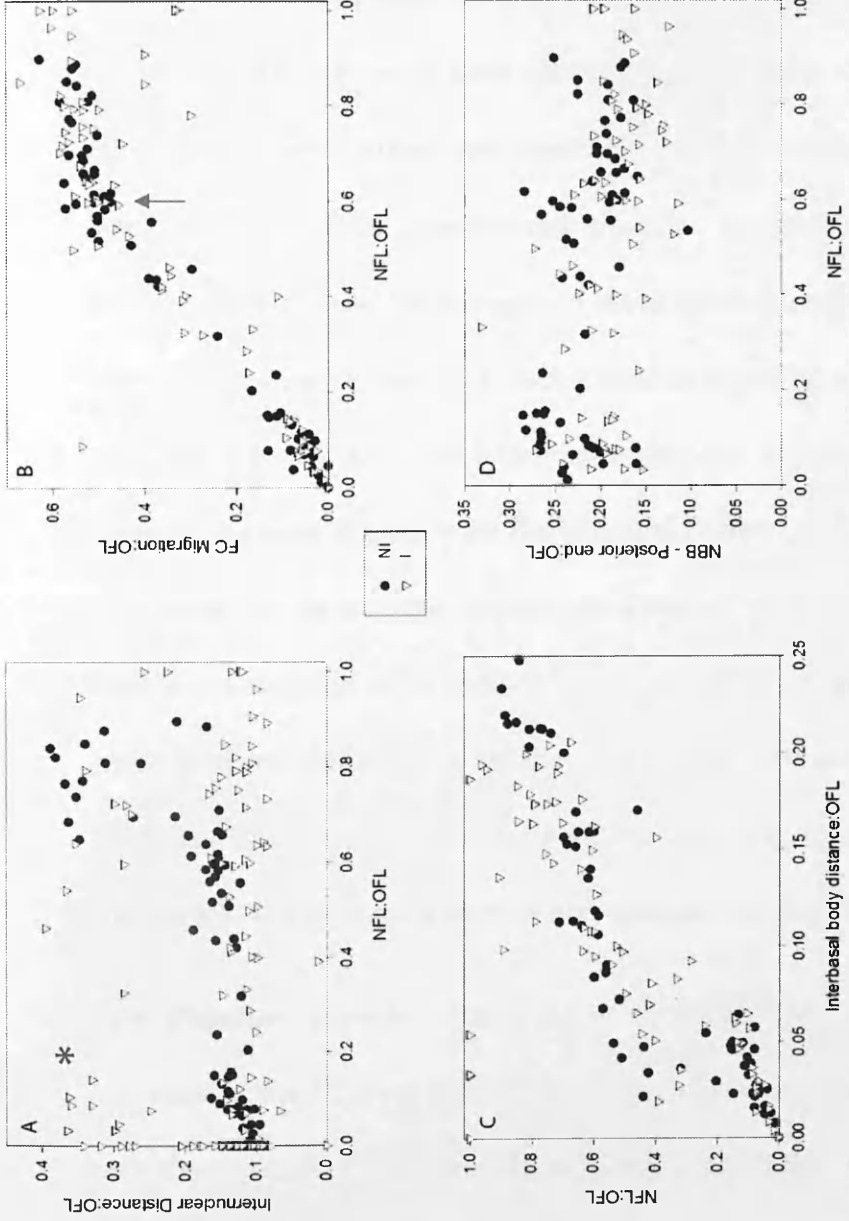 A
Internuclear Distance:OFL
0.4
0.3
0.2
0.1
0.0
0.0 0.2 0.4 0.6 0.8 1.0
NFL:OFL
*
B
FC Migration:OFL
0.6
0.4
0.2
0.0
0.0 0.2 0.4 0.6 0.8 1.0
NFL:OFL
NI
I
C
NFL:OFL
1.0
0.8
0.6
0.4
0.2
0.0
0.00 0.05 0.10 0.15 0.20 0.25
Interbasal body distance:OFL
D
NBB - Posterior end:OFL
0.35
0.30
0.25
0.20
0.15
0.10
0.05
0.00
0.0 0.2 0.4 0.6 0.8 1.0
NFL:OFL